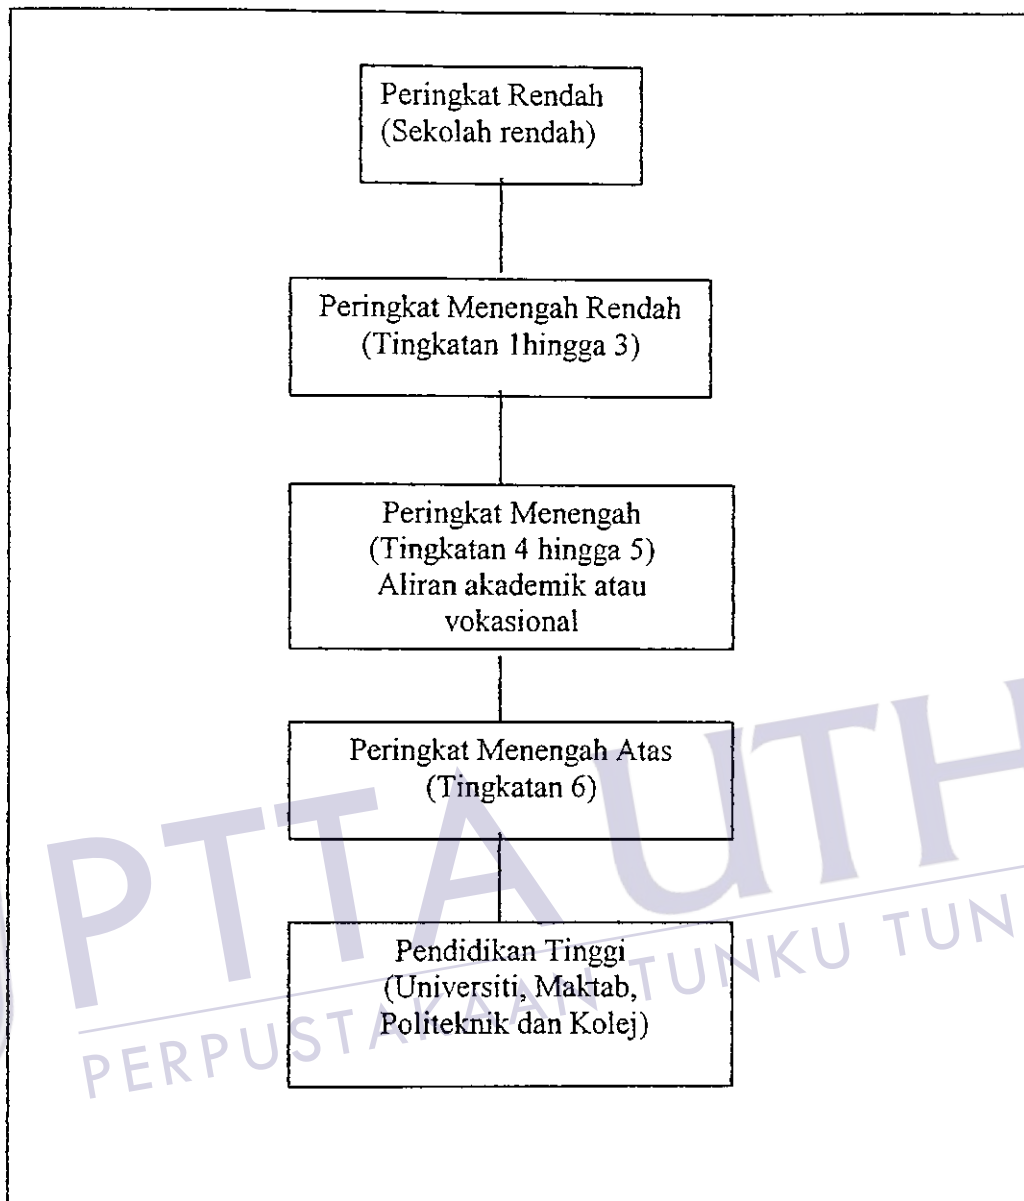 Peringkat Rendah
(Sekolah rendah)
Peringkat Menengah Rendah
(Tingkatan 1hingga 3)
Peringkat Menengah
(Tingkatan 4 hingga 5)
Aliran akademik atau
vokasional
Peringkat Menengah Atas
(Tingkatan 6)
Pendidikan Tinggi
(Universiti, Maktab,
Politeknik dan Kolej)
PTTA UTH
PERPUSTAKAAN TUNKU TUN